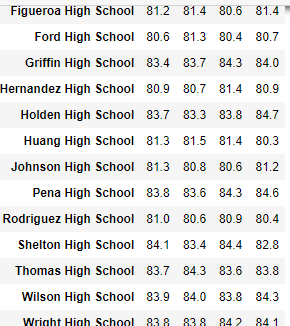 Figueroa High School 81.2 81.4 80.6 81.4
Ford High School 80.6 81.3 80.4 80.7
Griffin High School 83.4 83.7 84.3 84.0
Hernandez High School 80.9 80.7 81.4 80.9
Holden High School 83.7 83.3 83.8 84.7
Huang High School 81.3 81.5 81.4 80.3
Johnson High School 81.3 80.8 80.6 81.2
Pena High School 83.8 83.6 84.3 84.6
Rodriguez High School 81.0 80.6 80.9 80.4
Shelton High School 84.1 83.4 84.4 82.8
Thomas High School 83.7 84.3 83.6 83.8
Wilson High School 83.9 84.0 83.8 84.3
Wright High School 83.8 83.8 84.2 84.1